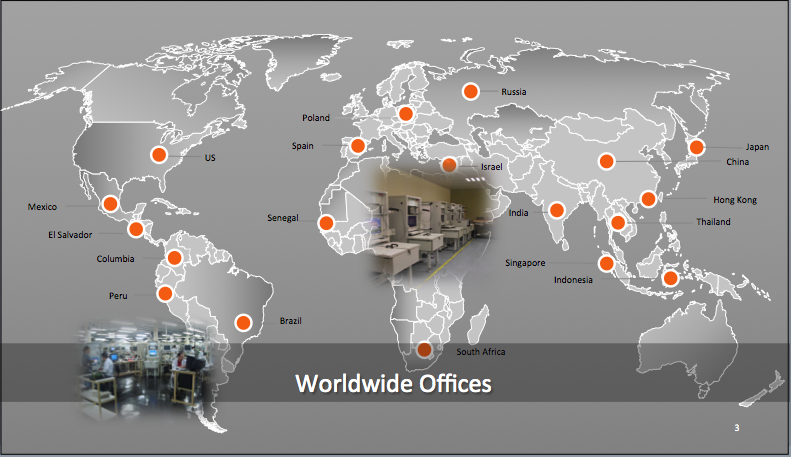 Russia
Poland
Spain
Japan
US
China
Israel
Mexico
Hong Kong
Senegal
India
Thailand
El Salvador
Columbia
Singapore
Indonesia
Peru
Brazil
South Africa
Worldwide Offices
3